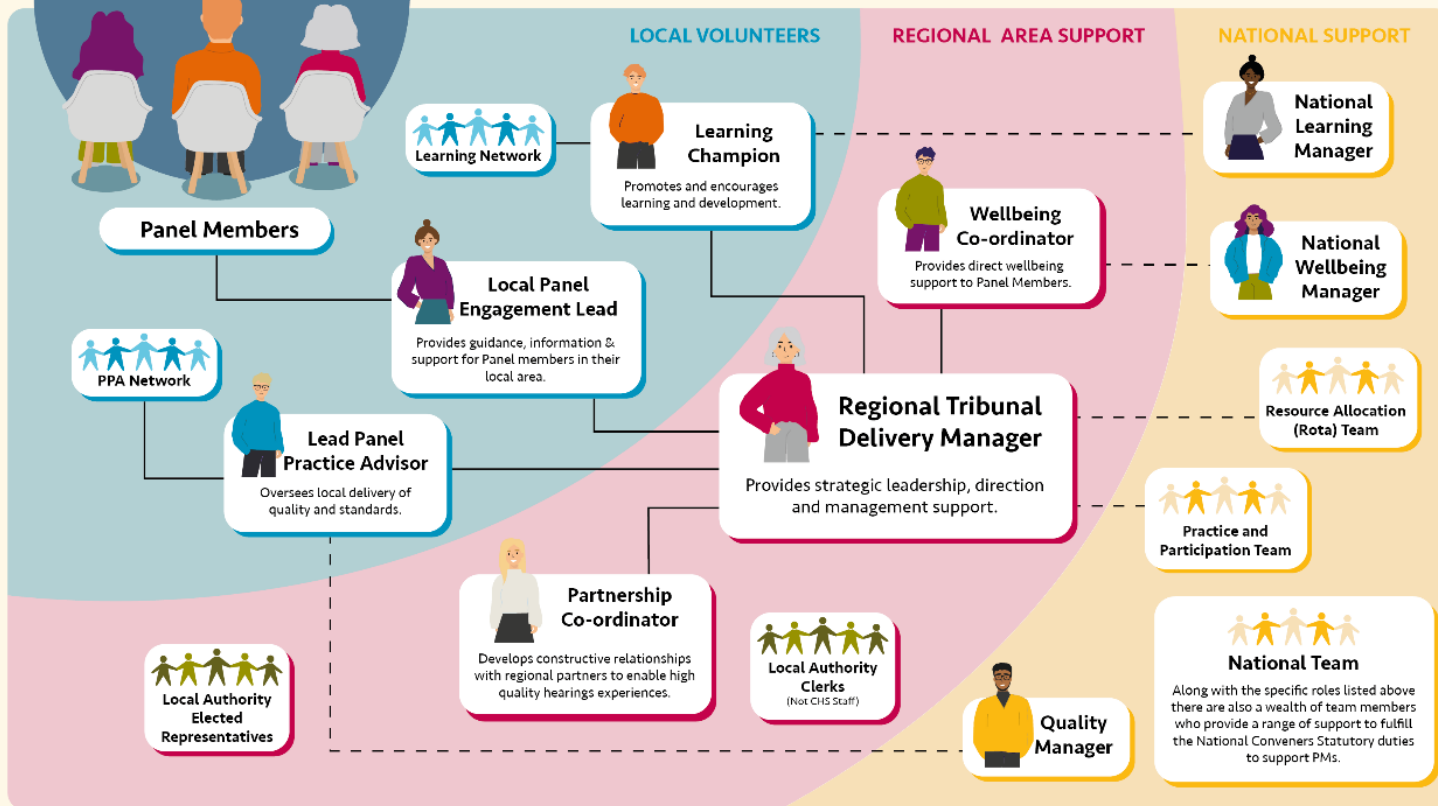 LOCAL VOLUNTEERS
REGIONAL AREA SUPPORT
NATIONAL SUPPORT
Learning Network
Learning
Champion
Promotes and encourages
learning and development.
National
Learning
Manager
Panel Members
Wellbeing
Co-ordinator
Provides direct wellbeing
support to Panel Members.
National
Wellbeing
Manager
Local Panel
Engagement Lead
Provides guidance, information &
support for Panel members in their
local area.
PPA Network
Lead Panel
Practice Advisor
Oversees local delivery of
quality and standards.
Regional Tribunal
Delivery Manager
Provides strategic leadership, direction
and management support.
Resource Allocation
(Rota) Team
Practice and
Participation Team
Partnership
Co-ordinator
Develops constructive relationships
with regional partners to enable high
quality hearings experiences.
Local Authority
Clerks
(Not CHS Staff)
Local Authority
Elected
Representatives
Quality
Manager
National Team
Along with the specific roles listed above
there are also a wealth of team members
who provide a range of support to fulfill
the National Conveners Statutory duties
to support PMs.